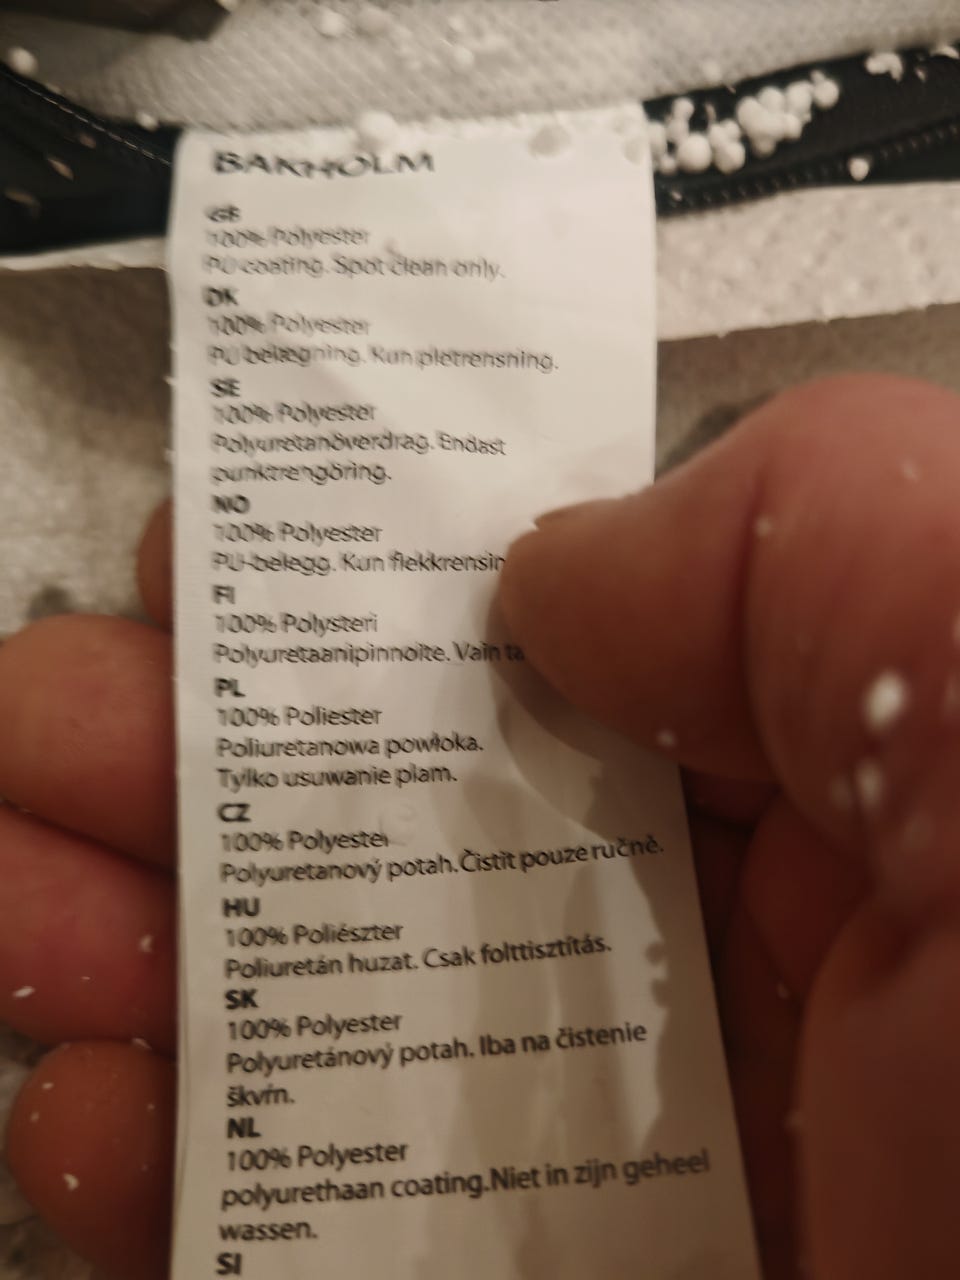 BAKHOLM
GB
100% Polyester
PU coating. Spot clean only.
DK
100% Polyester
PU belægning. Kun pletrensning.
SE
100% Polyester
Polyuretanöverdrag. Endast
punktrengöring.
NO
100% Polyester
PU-belegg. Kun flekkrensin
FI
100% Polysteri
Polyuretaanipinnoite. Vain ta
PL
100% Poliester
Poliuretanowa powłoka.
Tylko usuwanie plam.
CZ
100% Polyester
Polyuretanový potah. Čistit pouze ručně.
HU
100% Poliészter
Poliuretán huzat. Csak folttisztítás.
SK
100% Polyester
Polyuretánový potah. Iba na čistenie
škvŕn.
NL
100% Polyester
polyurethaan coating.Niet in zijn geheel
wassen.
SI